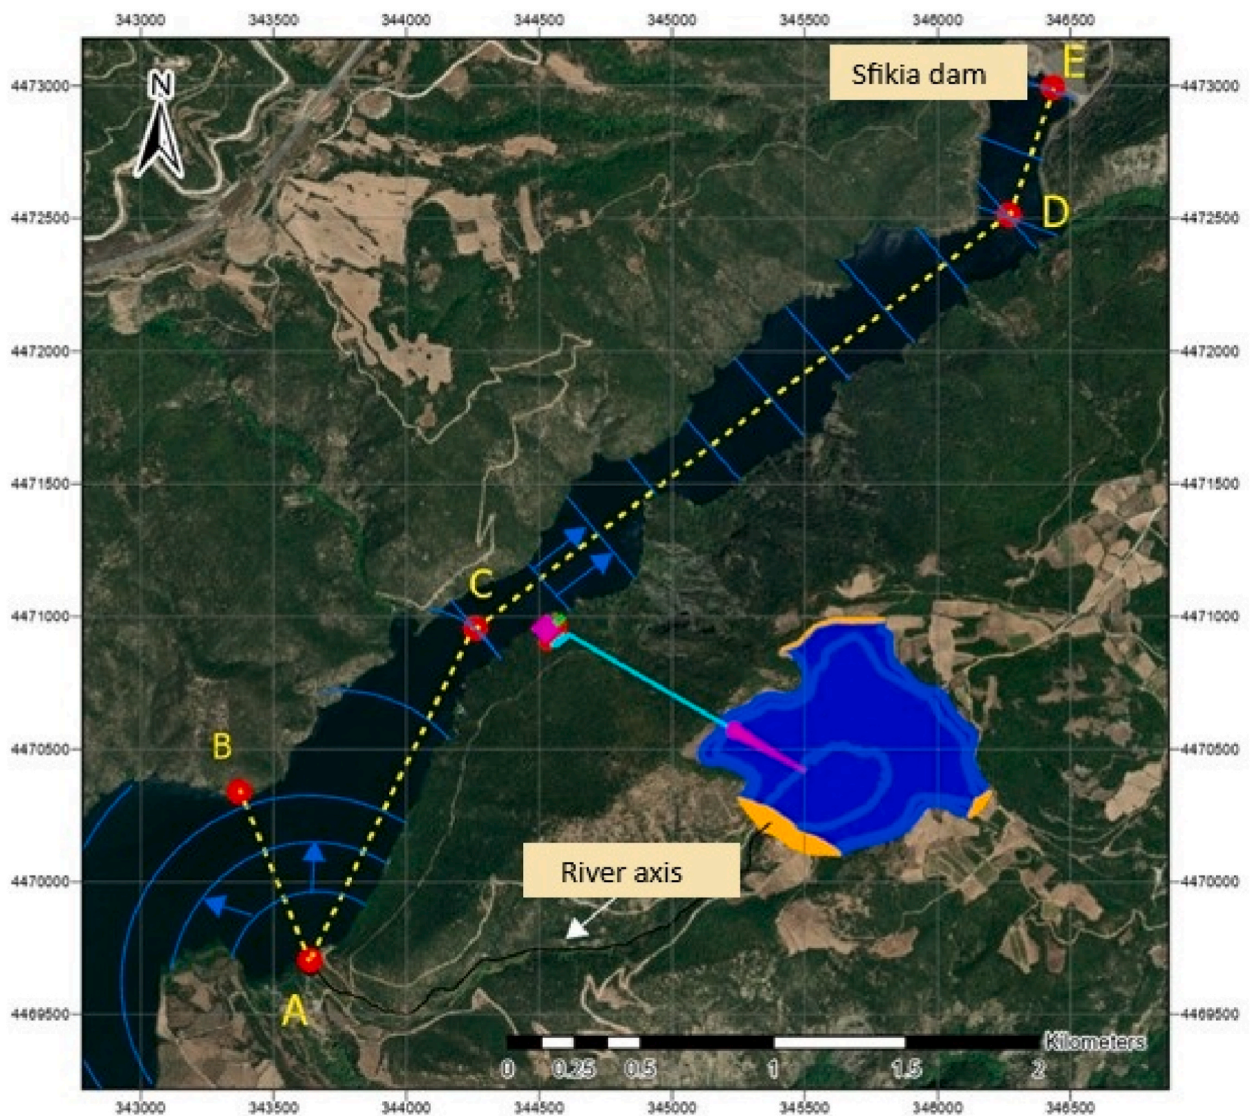 343000 343500 344000 344500 345000 345500 346000 346500
Sfikia dam
E
N
4473000 4473000
D
4472500 4472500
4472000 4472000
4471500 4471500
C
4471000 4471000
B
4470500 4470500
River axis
4470000 4470000
A
4469500 4469500
Kilometers
0 0.25 0.5 1 1.5 2
343000 343500 344000 344500 345000 345500 346000 346500